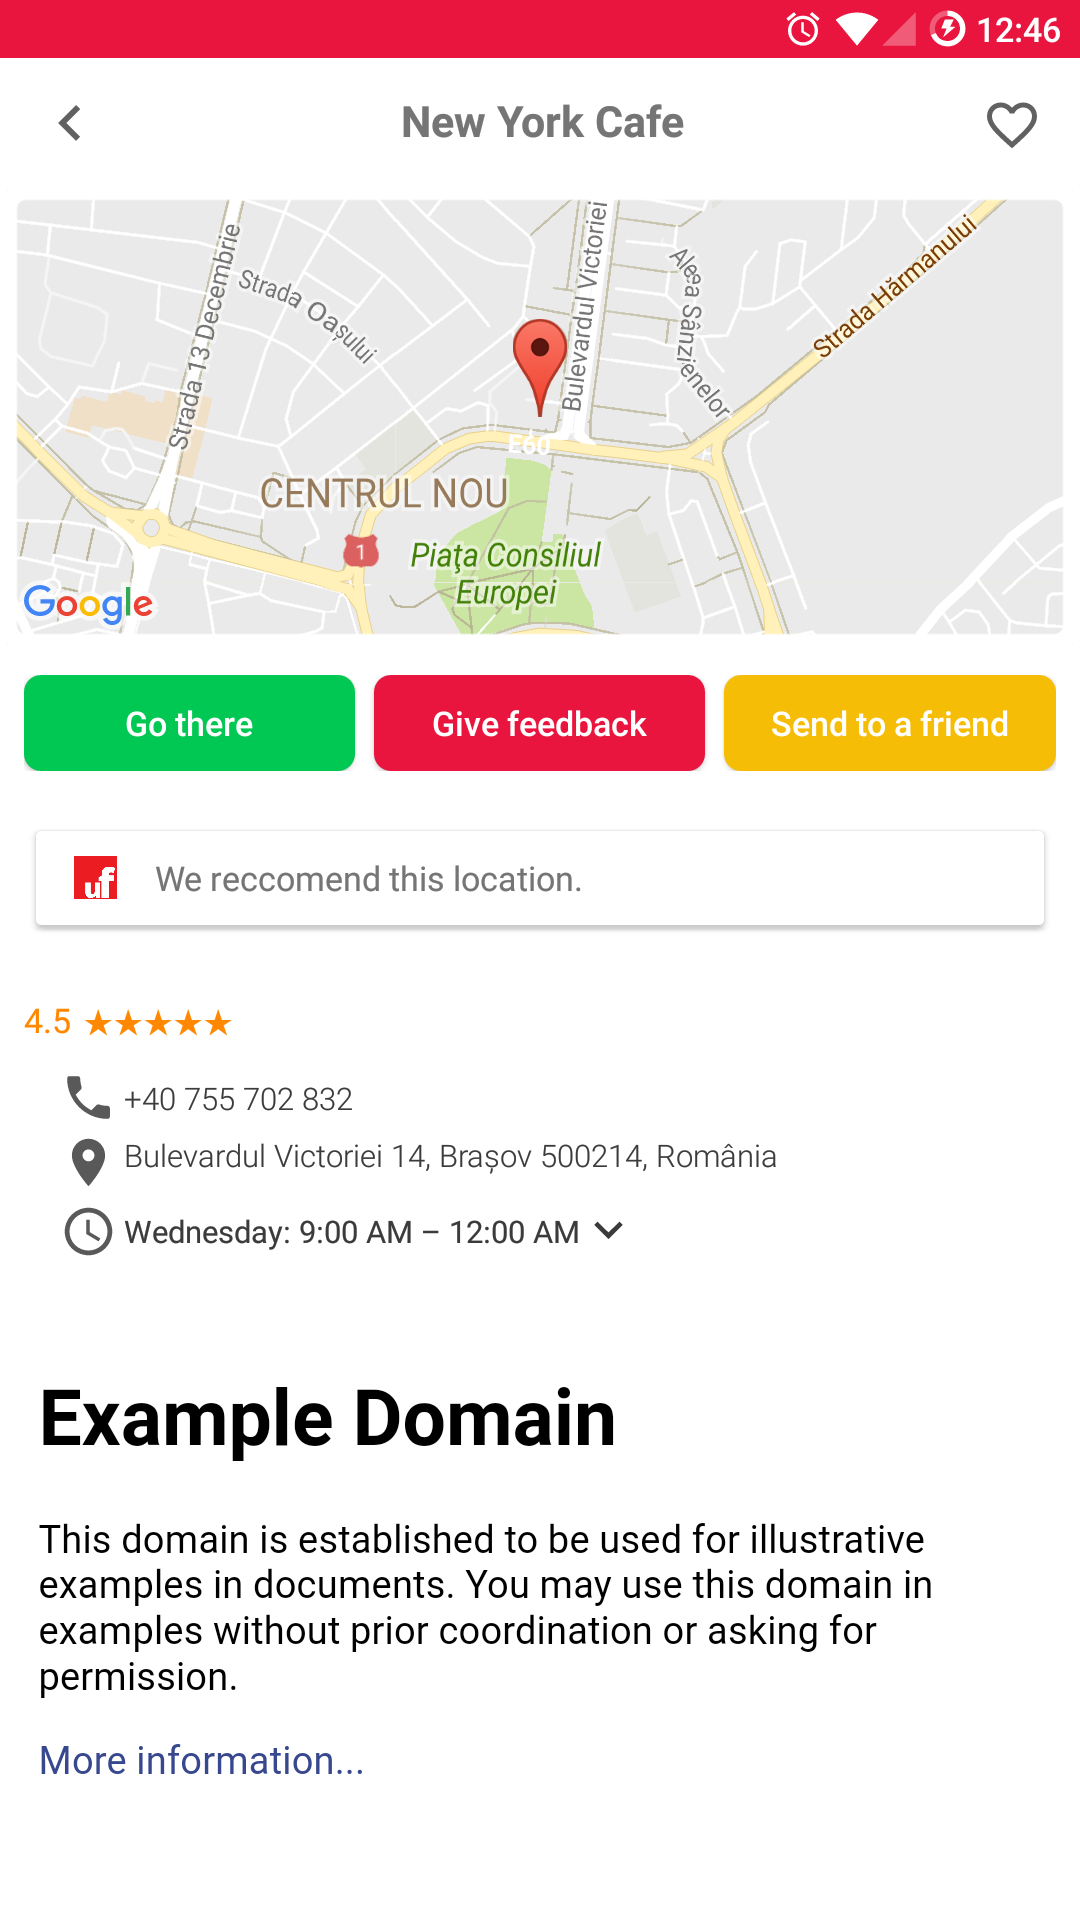 12:46
New York Cafe
Strada 13 Decembrie
Strada Oașului
Bulevardul Victoriei
Aleea Sânzienelor
Strada Hărmanului
E60
CENTRUL NOU
1
Piața Consiliul
Europei
Google
Go there
Give feedback
Send to a friend
uf
We reccomend this location.
4.5 ★★★★★
+40 755 702 832
Bulevardul Victoriei 14, Brașov 500214, România
Wednesday: 9:00 AM – 12:00 AM
Example Domain
This domain is established to be used for illustrative
examples in documents. You may use this domain in
examples without prior coordination or asking for
permission.
More information...